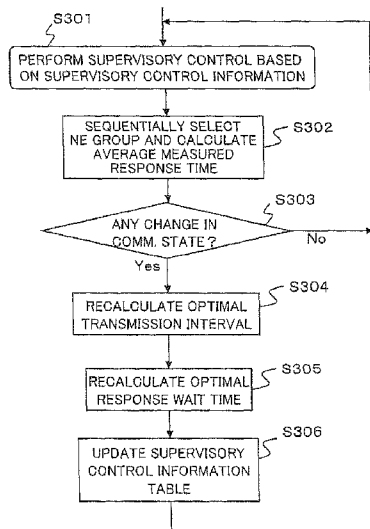 S301
PERFORM SUPERVISORY CONTROL BASED
ON SUPERVISORY CONTROL INFORMATION
S302
SEQUENTIALLY SELECT
NE GROUP AND CALCULATE
AVERAGE MEASURED
RESPONSE TIME
S303
ANY CHANGE IN
COMM. STATE?
No
Yes
S304
RECALCULATE OPTIMAL
TRANSMISSION INTERVAL
S305
RECALCULATE OPTIMAL
RESPONSE WAIT TIME
S306
UPDATE SUPERVISORY
CONTROL INFORMATION
TABLE